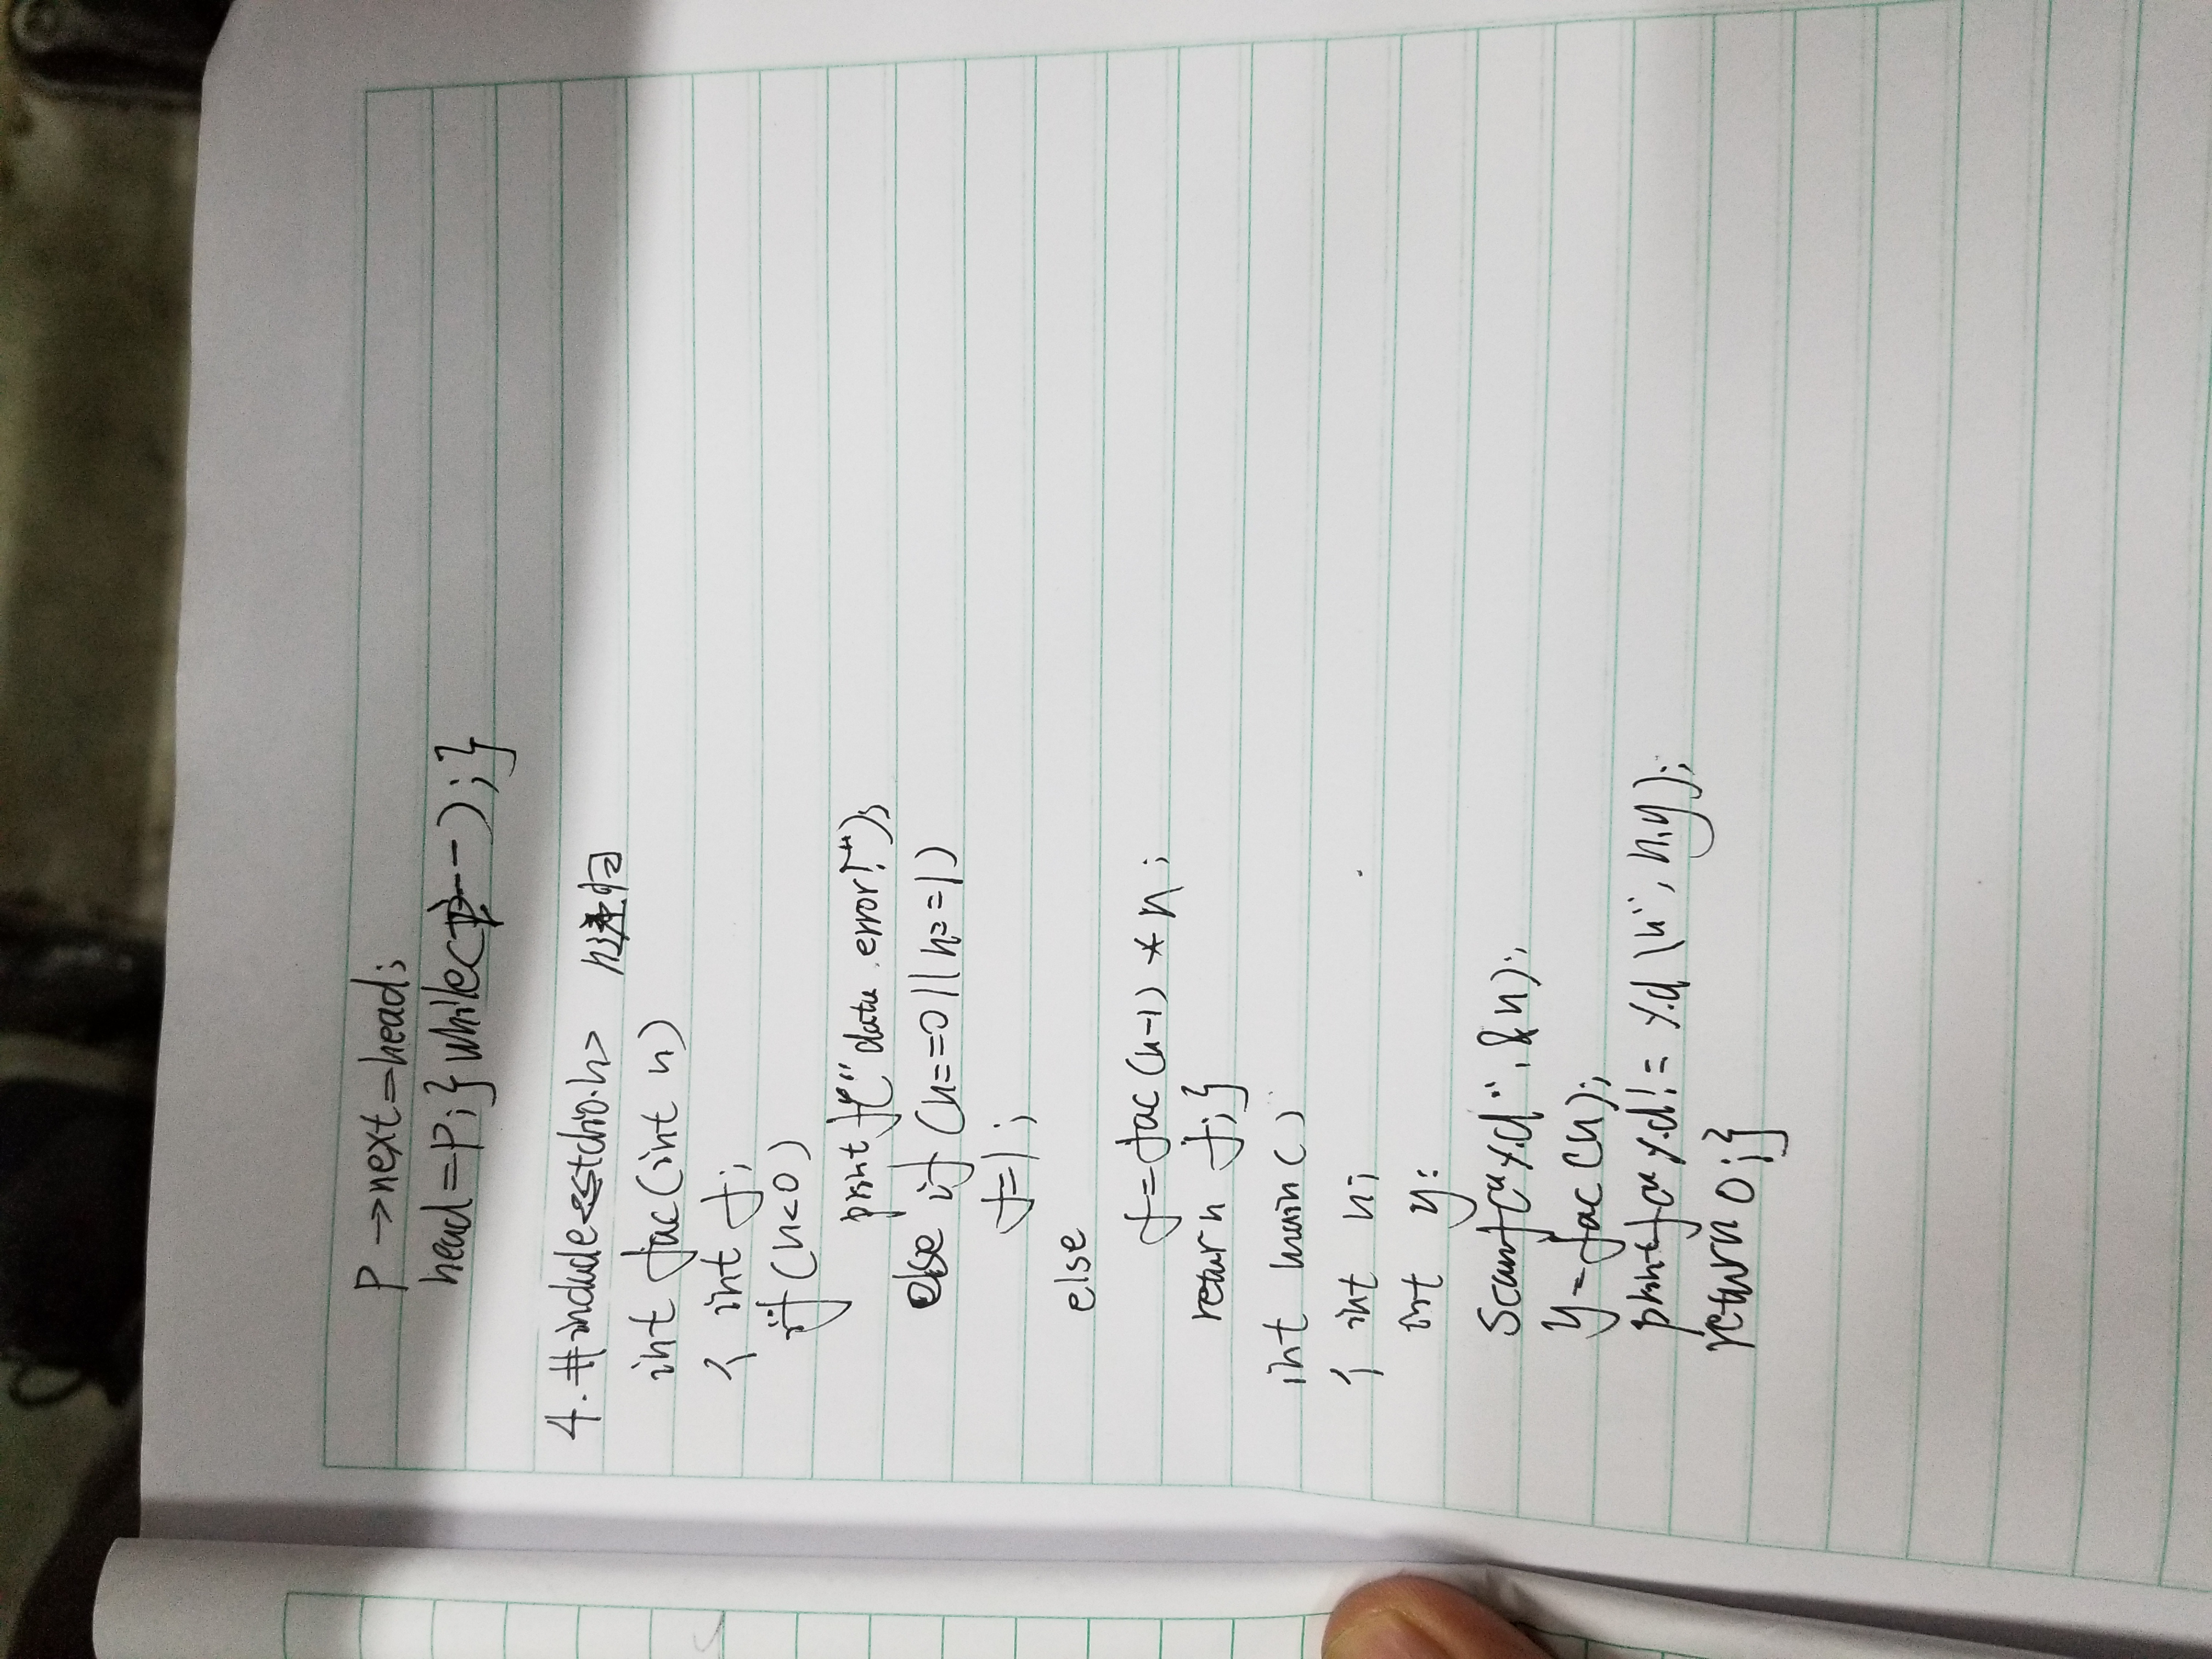 p→next=head;
head=p;}while(--);}
4.#include<stdio.h> 递归
int fac(int n)
{ int f;
if(n<0)
printf("data error!");
else if (n==0||n==1)
f=1;
else
f=fac(n-1)*n;
return f;}
int main()
{ int n;
int y:
scanf("%d",&n);
y=fac(n);
printf("%d!=%d\n",n,y);
return 0;}